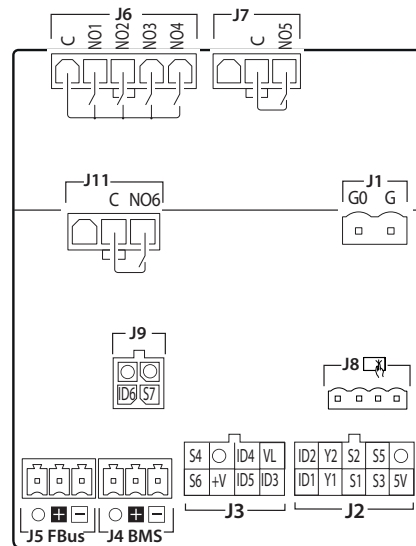 J6 J7
C NO1 NO2 NO3 NO4 C NO5
J11 J1
C NO6 G0 G
J9 J8
ID6 S7
S4 ID4 VL ID2 Y2 S2 S5
S6 +V ID5 ID3 ID1 Y1 S1 S3 5V
J5 FBus J4 BMS J3 J2